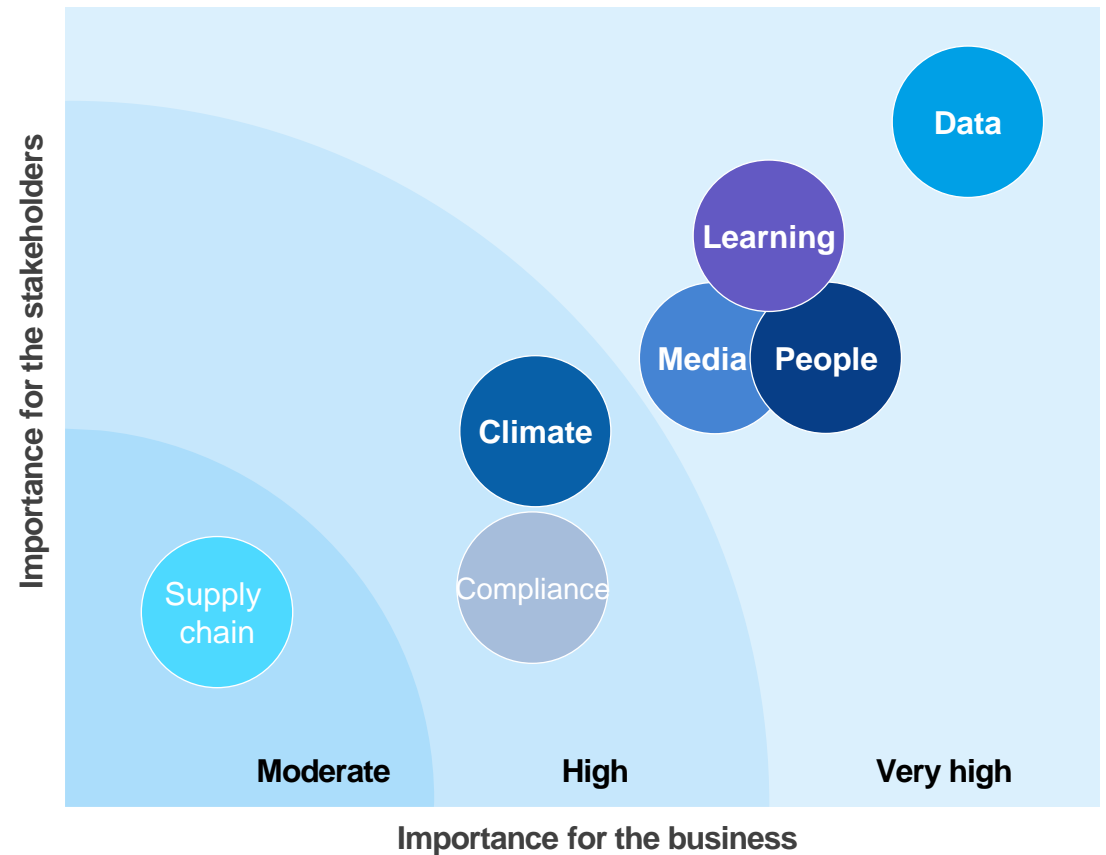 Importance for the stakeholders
Data
Learning
Media
People
Climate
Compliance
Supply
chain
Moderate
High
Very high
Importance for the business